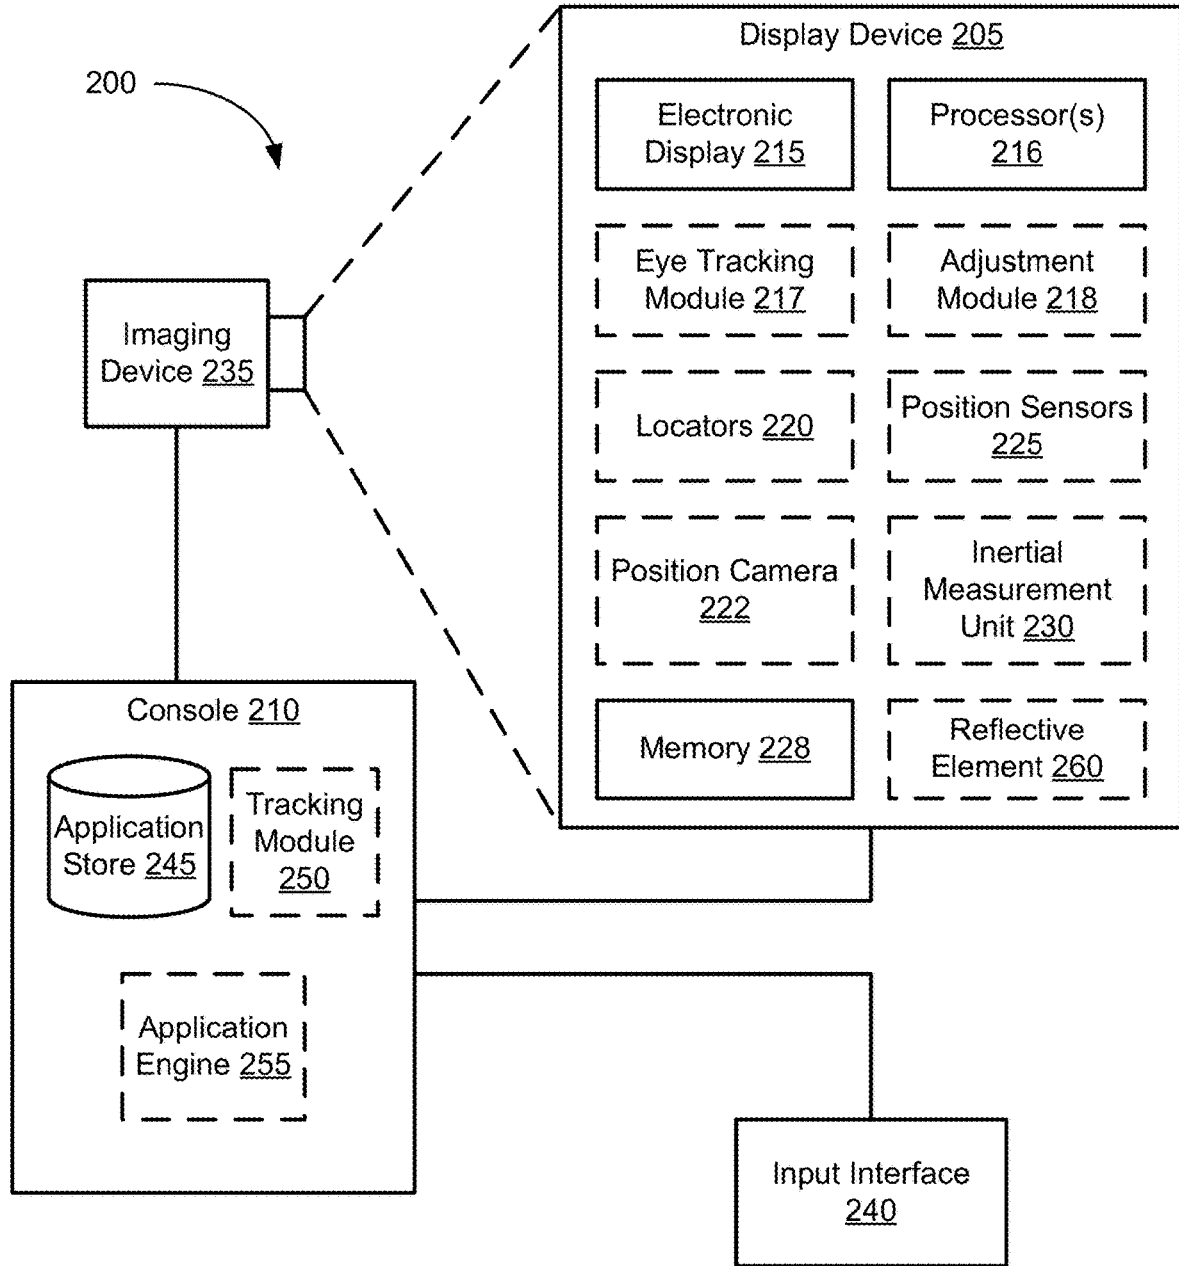 200
Display Device 205
Electronic
Display 215
Processor(s)
216
Eye Tracking
Module 217
Adjustment
Module 218
Imaging
Device 235
Locators 220
Position Sensors
225
Position Camera
222
Inertial
Measurement
Unit 230
Memory 228
Reflective
Element 260
Console 210
Application
Store 245
Tracking
Module
250
Application
Engine 255
Input Interface
240